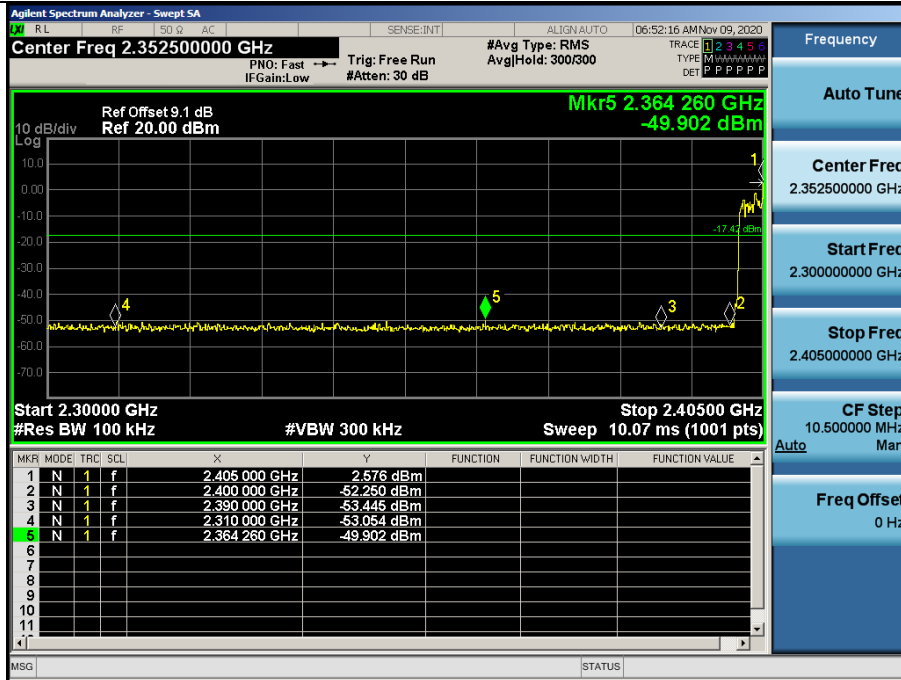 Agilent Spectrum Analyzer - Swept SA
LXI RL RF 50 Ω AC SENSE:INT ALIGN AUTO 06:52:16 AM Nov 09, 2020
Center Freq 2.352500000 GHz
PNO: Fast
IFGain:Low
Trig: Free Run
#Atten: 30 dB
#Avg Type: RMS
Avg|Hold: 300/300
TRACE 1 2 3 4 5 6
TYPE M WWWWW
DET P P P P P P
Mkr5 2.364 260 GHz
-49.902 dBm
Ref Offset 9.1 dB
10 dB/div Ref 20.00 dBm
Log
10.0
0.00
-10.0
-20.0
-30.0
-40.0
-50.0
-60.0
-70.0
1
-17.42 dBm
4
5
3
2
Start 2.30000 GHz Stop 2.40500 GHz
#Res BW 100 kHz #VBW 300 kHz Sweep 10.07 ms (1001 pts)
MKR MODE TRC SCL X Y FUNCTION FUNCTION WIDTH FUNCTION VALUE
1 N 1 f 2.405 000 GHz 2.576 dBm
2 N 1 f 2.400 000 GHz -52.250 dBm
3 N 1 f 2.390 000 GHz -53.445 dBm
4 N 1 f 2.310 000 GHz -53.054 dBm
5 N 1 f 2.364 260 GHz -49.902 dBm
6
7
8
9
10
11
MSG STATUS
Frequency
Auto Tune
Center Freq
2.352500000 GHz
Start Freq
2.300000000 GHz
Stop Freq
2.405000000 GHz
CF Step
10.500000 MHz
Auto Man
Freq Offset
0 Hz